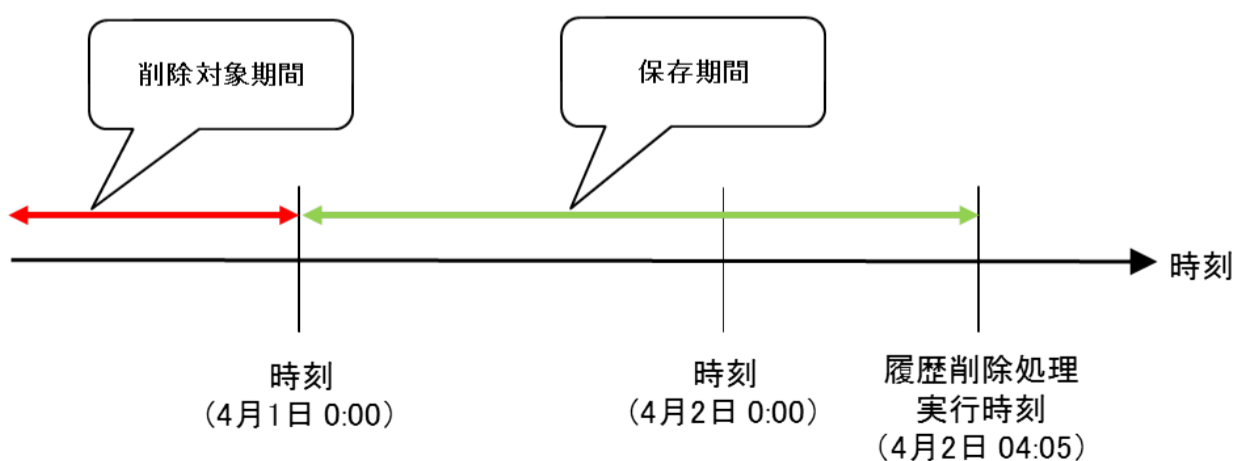 削除対象期間
保存期間
時刻
時刻
(4月1日 0:00)
時刻
(4月2日 0:00)
履歴削除処理
実行時刻
(4月2日 04:05)